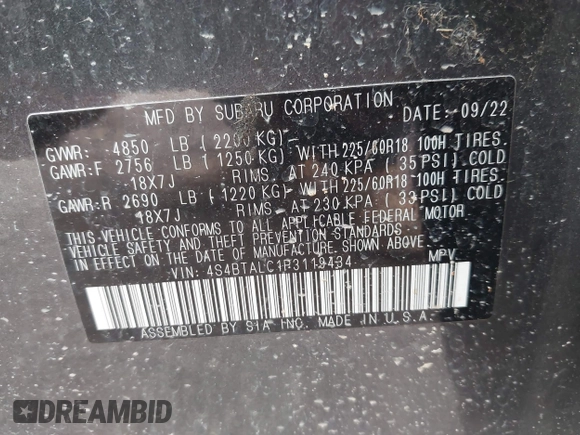 MFD BY SUBARU CORPORATION DATE: 09/22
GVWR: 4850 LB (2200 KG)
GAWR:F 2756 LB (1250 KG) WITH 225/60R18 100H TIRES
18X7J RIMS, AT 240 KPA (35 PSI) COLD
GAWR:R 2690 LB (1220 KG) WITH 225/60R18 100H TIRES
18X7J RIMS, AT 230 KPA (33 PSI) COLD
THIS VEHICLE CONFORMS TO ALL APPLICABLE FEDERAL MOTOR
VEHICLE SAFETY AND THEFT PREVENTION STANDARDS
IN EFFECT ON THE DATE OF MANUFACTURE SHOWN ABOVE.
VIN: 4S4BTALC1P3119434 MPV
ASSEMBLED BY SIA INC. MADE IN U.S.A
DREAMBID